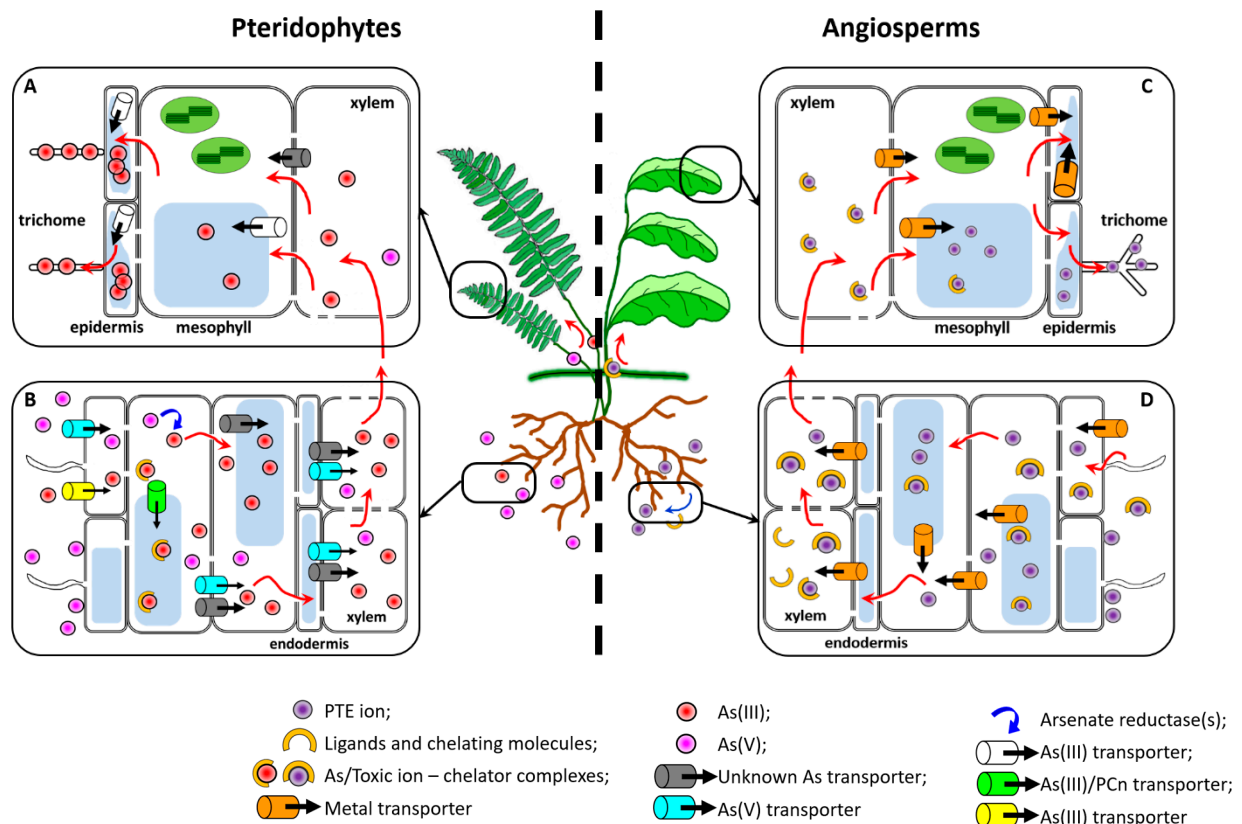 Pteridophytes
Angiosperms
A
xylem
trichome
epidermis
mesophyll
C
xylem
trichome
mesophyll
epidermis
B
xylem
endodermis
D
xylem
endodermis
PTE ion;
Ligands and chelating molecules;
As/Toxic ion – chelator complexes;
Metal transporter
As(III);
As(V);
Unknown As transporter;
As(V) transporter
Arsenate reductase(s);
As(III) transporter;
As(III)/PCn transporter;
As(III) transporter